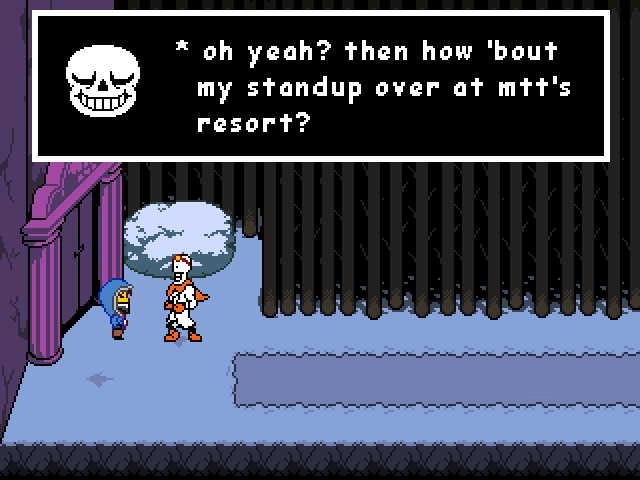 * oh yeah? then how 'bout
my standup over at mtt's
resort?